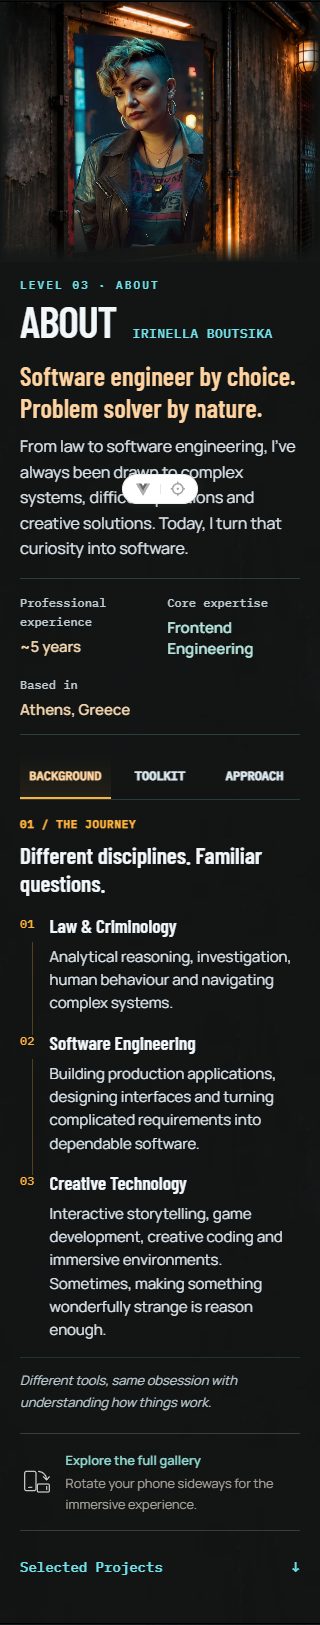 LEVEL 03 · ABOUT
ABOUT IRINELLA BOUTSIKA
Software engineer by choice.
Problem solver by nature.
From law to software engineering, I've
always been drawn to complex
systems, and
creative solutions. Today, I turn that
curiosity into software.
Professional
experience
~5 years
Core expertise
Frontend
Engineering
Based in
Athens, Greece
BACKGROUND TOOLKIT APPROACH
01 / THE JOURNEY
Different disciplines. Familiar
questions.
01 Law & Criminology
Analytical reasoning, investigation,
human behaviour and navigating
complex systems.
02 Software Engineering
Building production applications,
designing interfaces and turning
complicated requirements into
dependable software.
03 Creative Technology
Interactive storytelling, game
development, creative coding and
immersive environments.
Sometimes, making something
wonderfully strange is reason
enough.
Different tools, same obsession with
understanding how things work.
Explore the full gallery
Rotate your phone sideways for the
immersive experience.
Selected Projects ↓